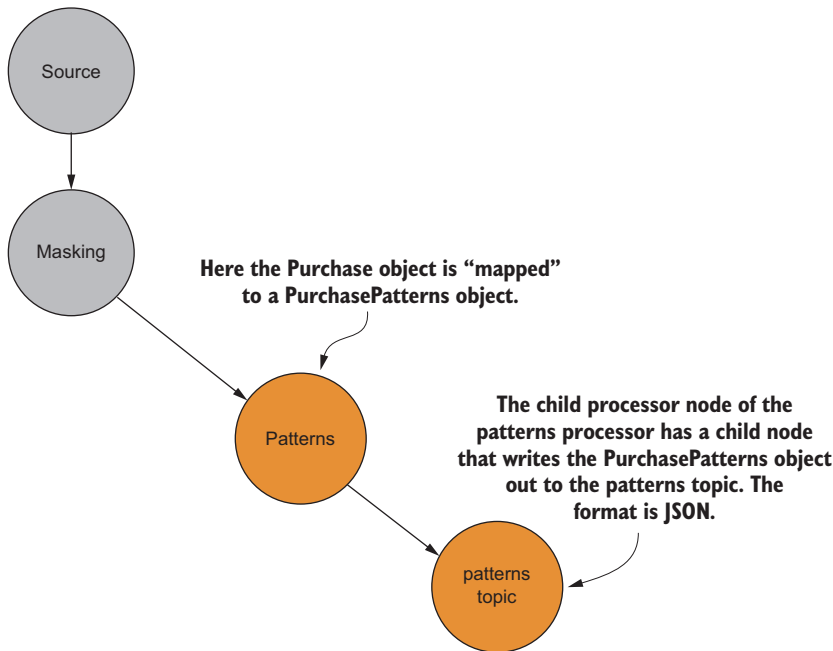 Source
Masking
Here the Purchase object is “mapped”
to a PurchasePatterns object.
Patterns
The child processor node of the
patterns processor has a child node
that writes the PurchasePatterns object
out to the patterns topic. The
format is JSON.
patterns
topic